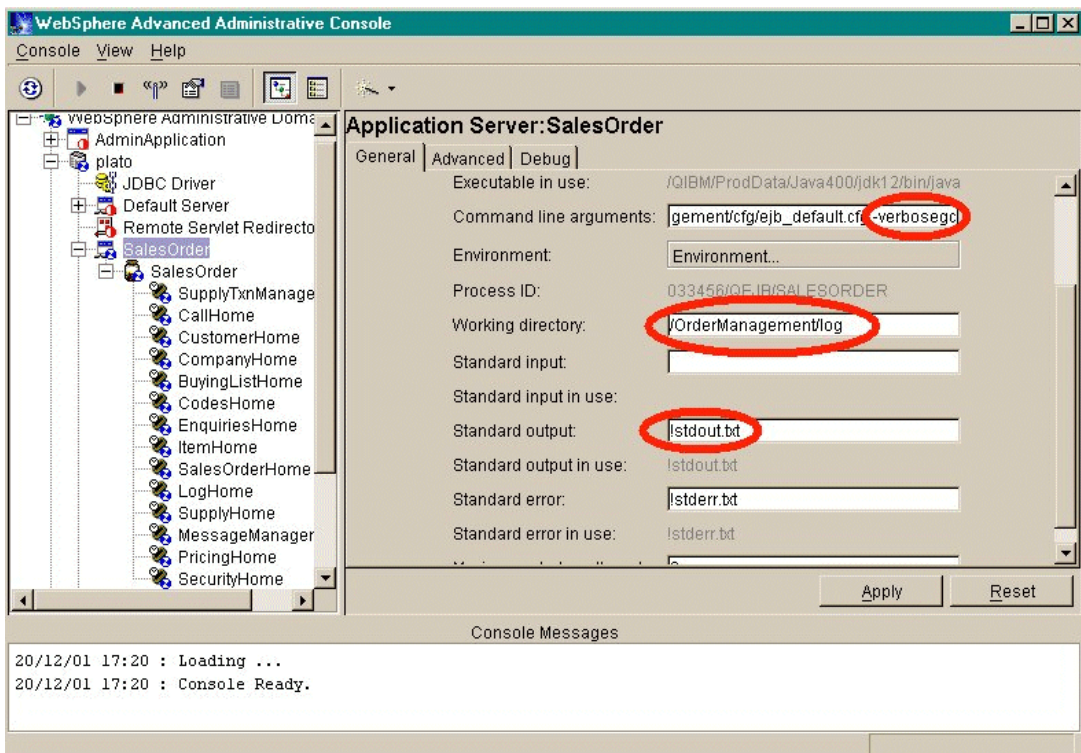 WebSphere Advanced Administrative Console
Console View Help
WebSphere Administrative Doma
AdminApplication
plato
JDBC Driver
Default Server
Remote Servlet Redirecto
SalesOrder
SalesOrder
SupplyTxnManage
CallHome
CustomerHome
CompanyHome
BuyingListHome
CodesHome
EnquiriesHome
ItemHome
SalesOrderHome
LogHome
SupplyHome
MessageManager
PricingHome
SecurityHome
Application Server:SalesOrder
General Advanced Debug
Executable in use: /QIBM/ProdData/Java400/jdk12/bin/java
Command line arguments: gement/cfg/ejb_default.cfg -verbosegc
Environment: Environment...
Process ID: 033456/QEJB/SALESORDER
Working directory: /OrderManagement/log
Standard input:
Standard input in use:
Standard output: !stdout.txt
Standard output in use: !stdout.txt
Standard error: !stderr.txt
Standard error in use: !stderr.txt
Apply Reset
Console Messages
20/12/01 17:20 : Loading ...
20/12/01 17:20 : Console Ready.